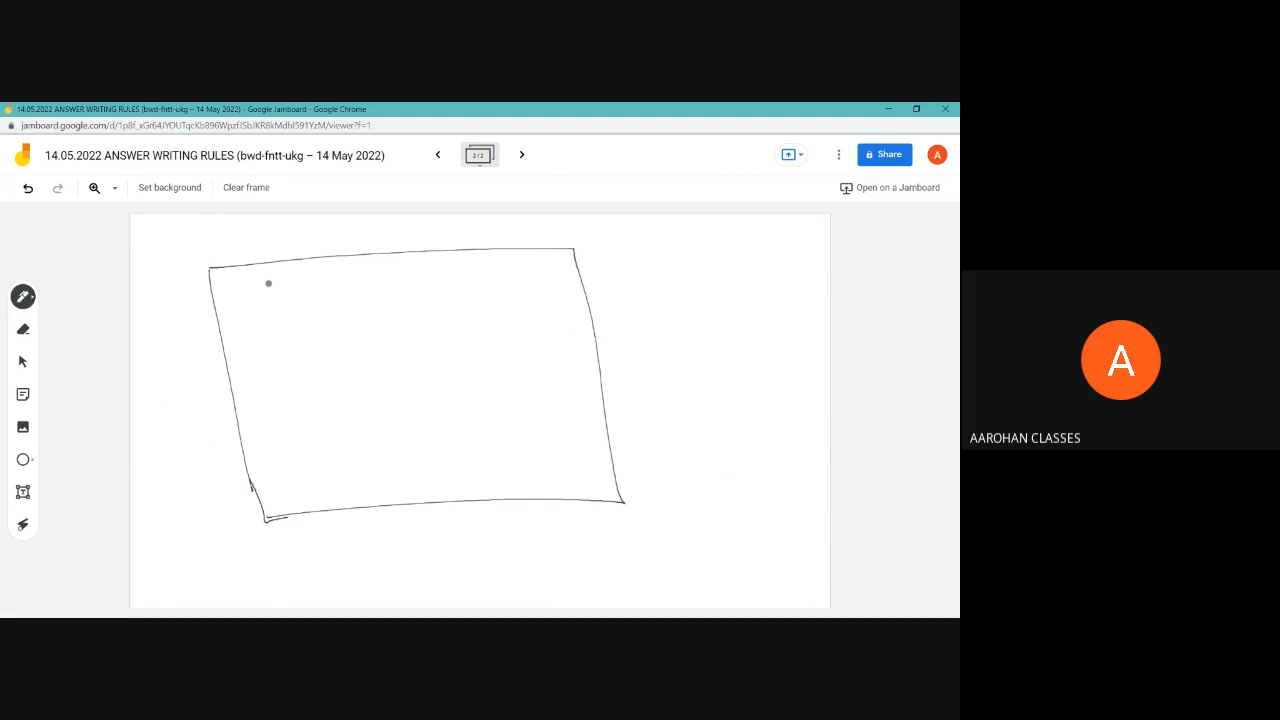 14.05.2022 ANSWER WRITING RULES (bwd-fntt-ukg – 14 May 2022) - Google Jamboard - Google Chrome
14.05.2022 ANSWER WRITING RULES (bwd-fntt-ukg – 14 May 2022)
2 / 2
Share
A
Set background
Clear frame
Open on a Jamboard
A
AAROHAN CLASSES